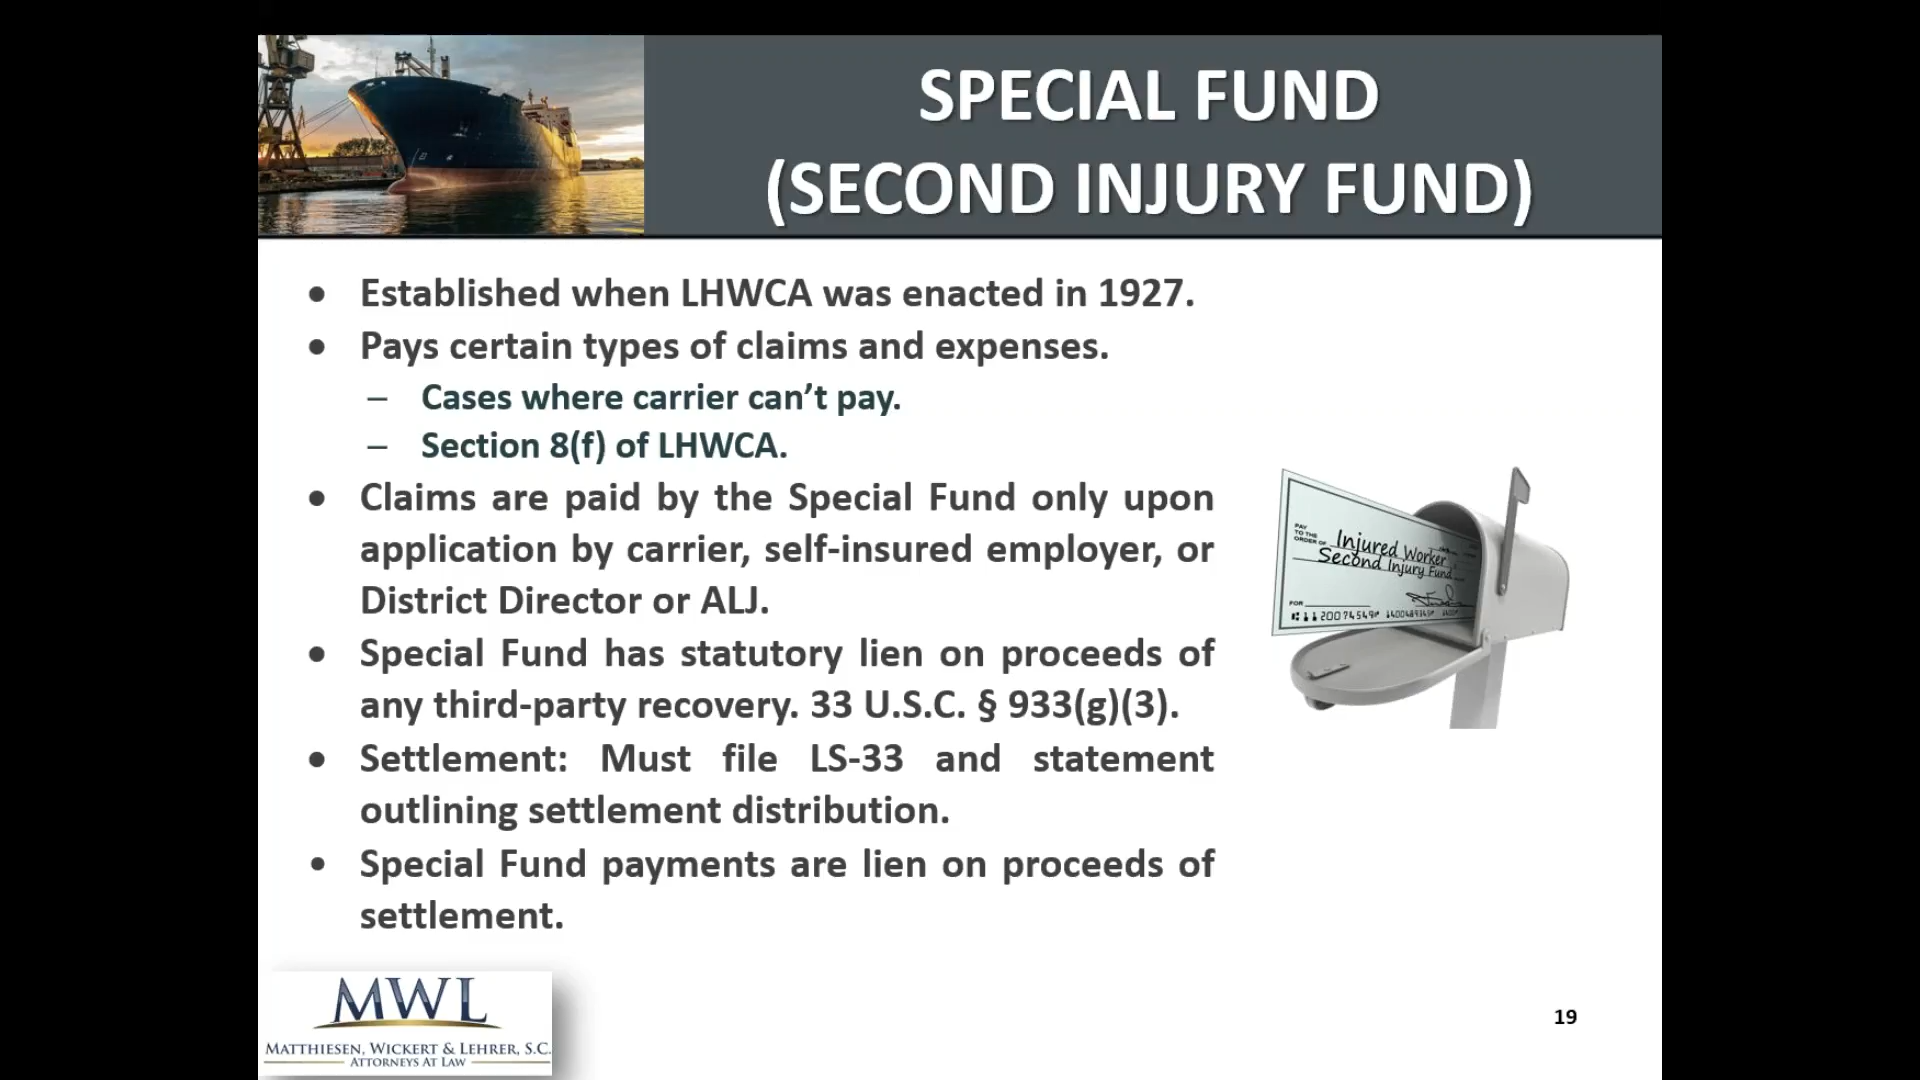 SPECIAL FUND
(SECOND INJURY FUND)
• Established when LHWCA was enacted in 1927.
• Pays certain types of claims and expenses.
– Cases where carrier can’t pay.
– Section 8(f) of LHWCA.
• Claims are paid by the Special Fund only upon
application by carrier, self-insured employer, or
District Director or ALJ.
• Special Fund has statutory lien on proceeds of
any third-party recovery. 33 U.S.C. § 933(g)(3).
• Settlement: Must file LS-33 and statement
outlining settlement distribution.
• Special Fund payments are lien on proceeds of
settlement.
PAY
TO THE
ORDER OF
Injured Worker
Second Injury Fund
FOR
MWL
MATTHIESEN, WICKERT & LEHRER, S.C.
ATTORNEYS AT LAW
19